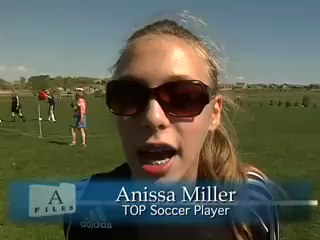 A
FILES
Anissa Miller
TOP Soccer Player
adidas